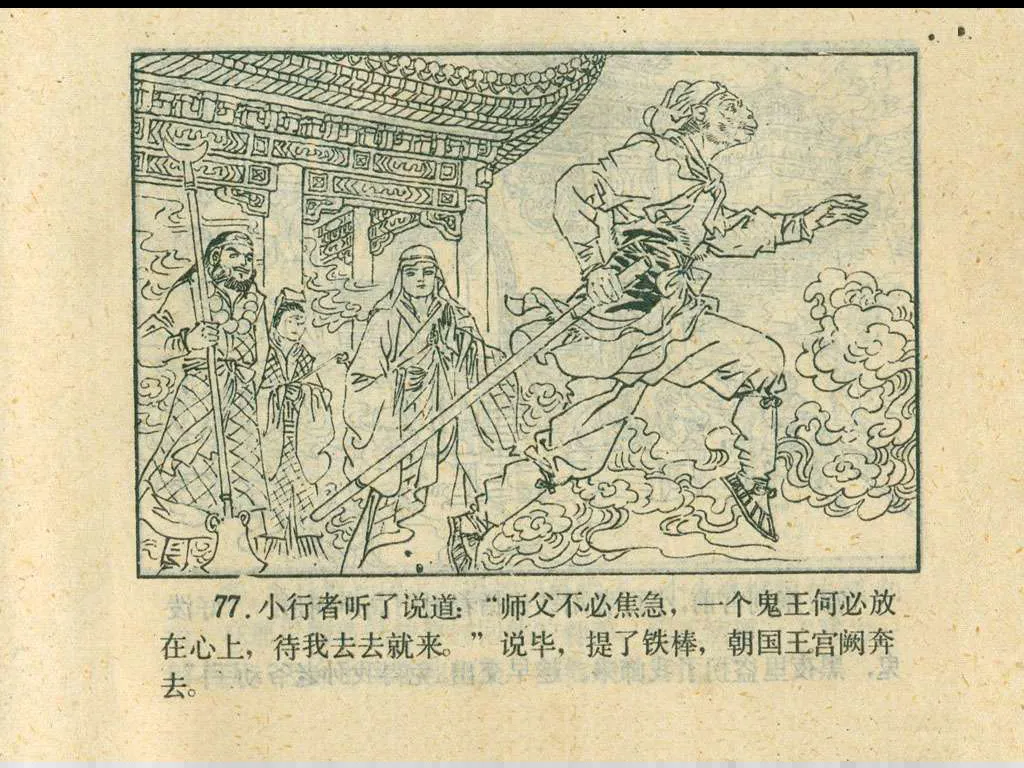 77.小行者听了说道：“师父不必焦急，一个鬼王何必放
在心上，待我去去就来。”说毕，提了铁棒，朝国王宫阙奔
去。